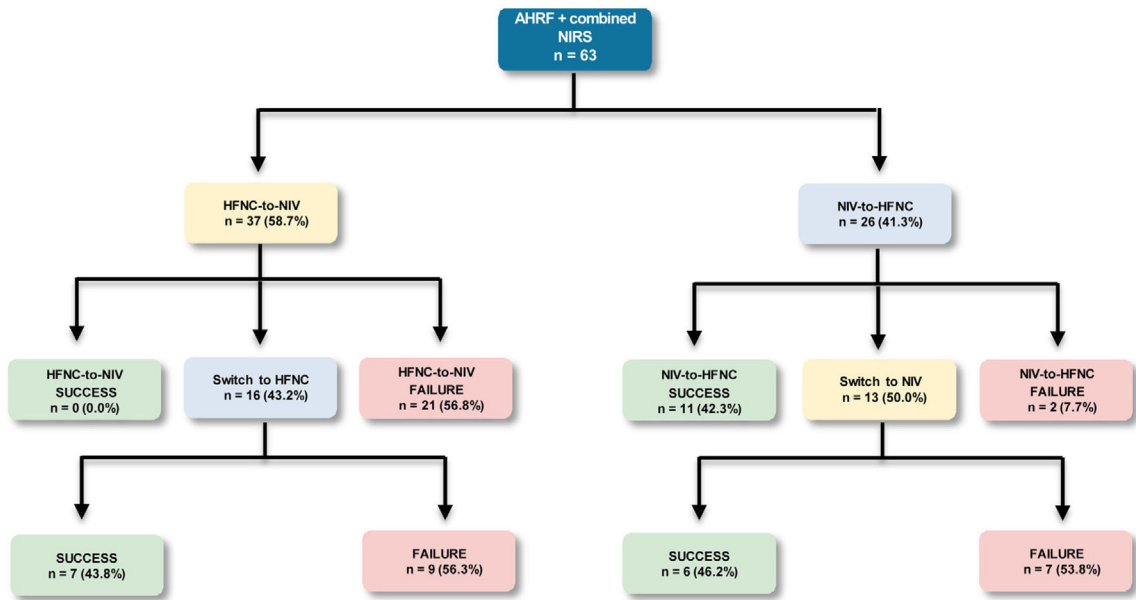 AHRF + combined
NIRS
n = 63
HFNC-to-NIV
n = 37 (58.7%)
NIV-to-HFNC
n = 26 (41.3%)
HFNC-to-NIV
SUCCESS
n = 0 (0.0%)
Switch to HFNC
n = 16 (43.2%)
HFNC-to-NIV
FAILURE
n = 21 (56.8%)
NIV-to-HFNC
SUCCESS
n = 11 (42.3%)
Switch to NIV
n = 13 (50.0%)
NIV-to-HFNC
FAILURE
n = 2 (7.7%)
SUCCESS
n = 7 (43.8%)
FAILURE
n = 9 (56.3%)
SUCCESS
n = 6 (46.2%)
FAILURE
n = 7 (53.8%)